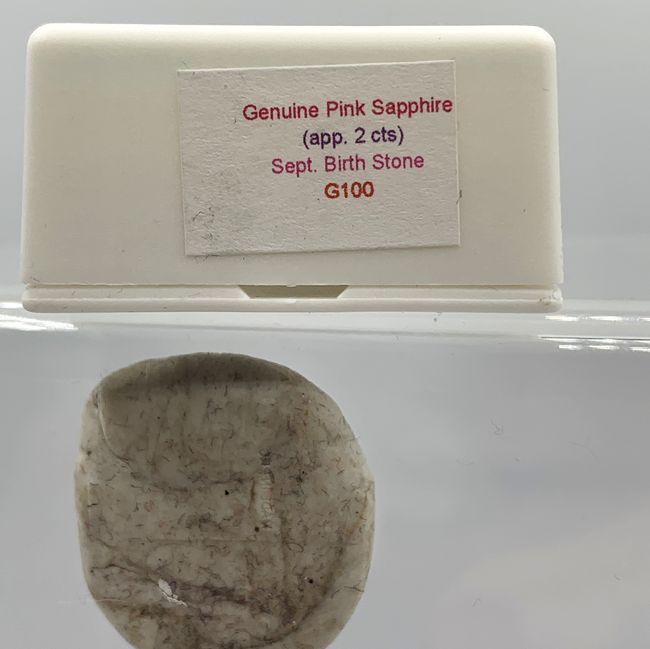 Genuine Pink Sapphire
(app. 2 cts)
Sept. Birth Stone
G100